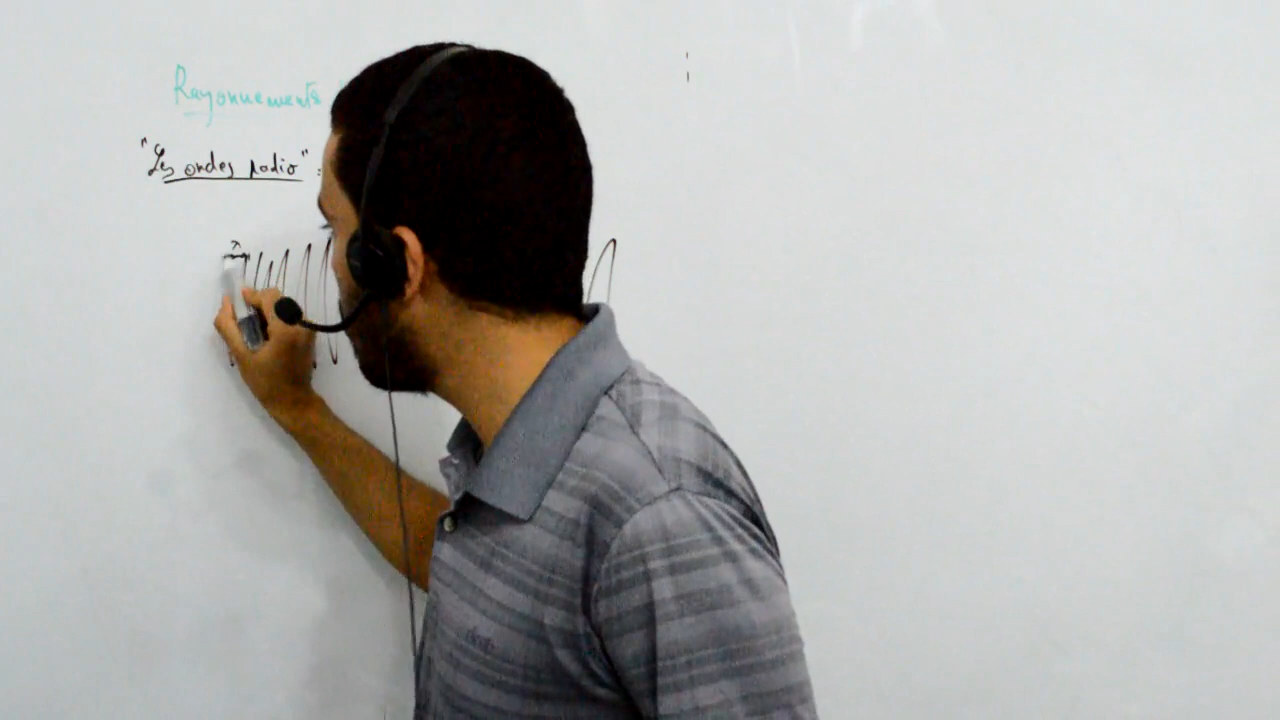 Rayonnements
"Les ondes radio" :
λ